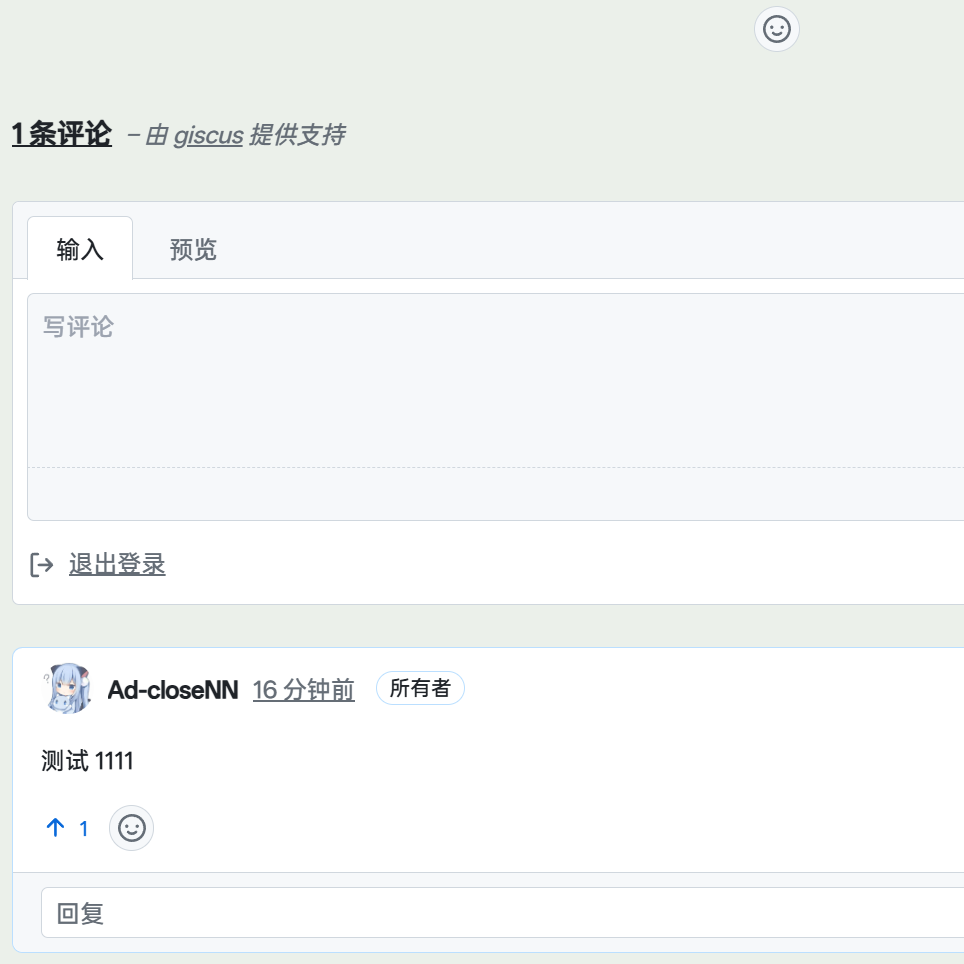 1 条评论 – 由 giscus 提供支持
输入 预览
写评论
退出登录
Ad-closeNN 16 分钟前 所有者
测试 1111
1
回复